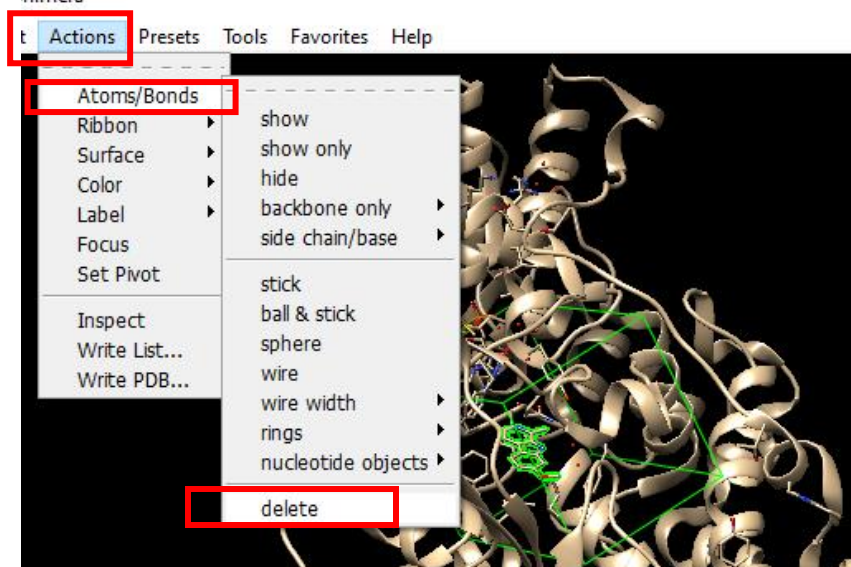 t Actions Presets Tools Favorites Help
Atoms/Bonds
Ribbon
Surface
Color
Label
Focus
Set Pivot
Inspect
Write List...
Write PDB...
show
show only
hide
backbone only
side chain/base
stick
ball & stick
sphere
wire
wire width
rings
nucleotide objects
delete